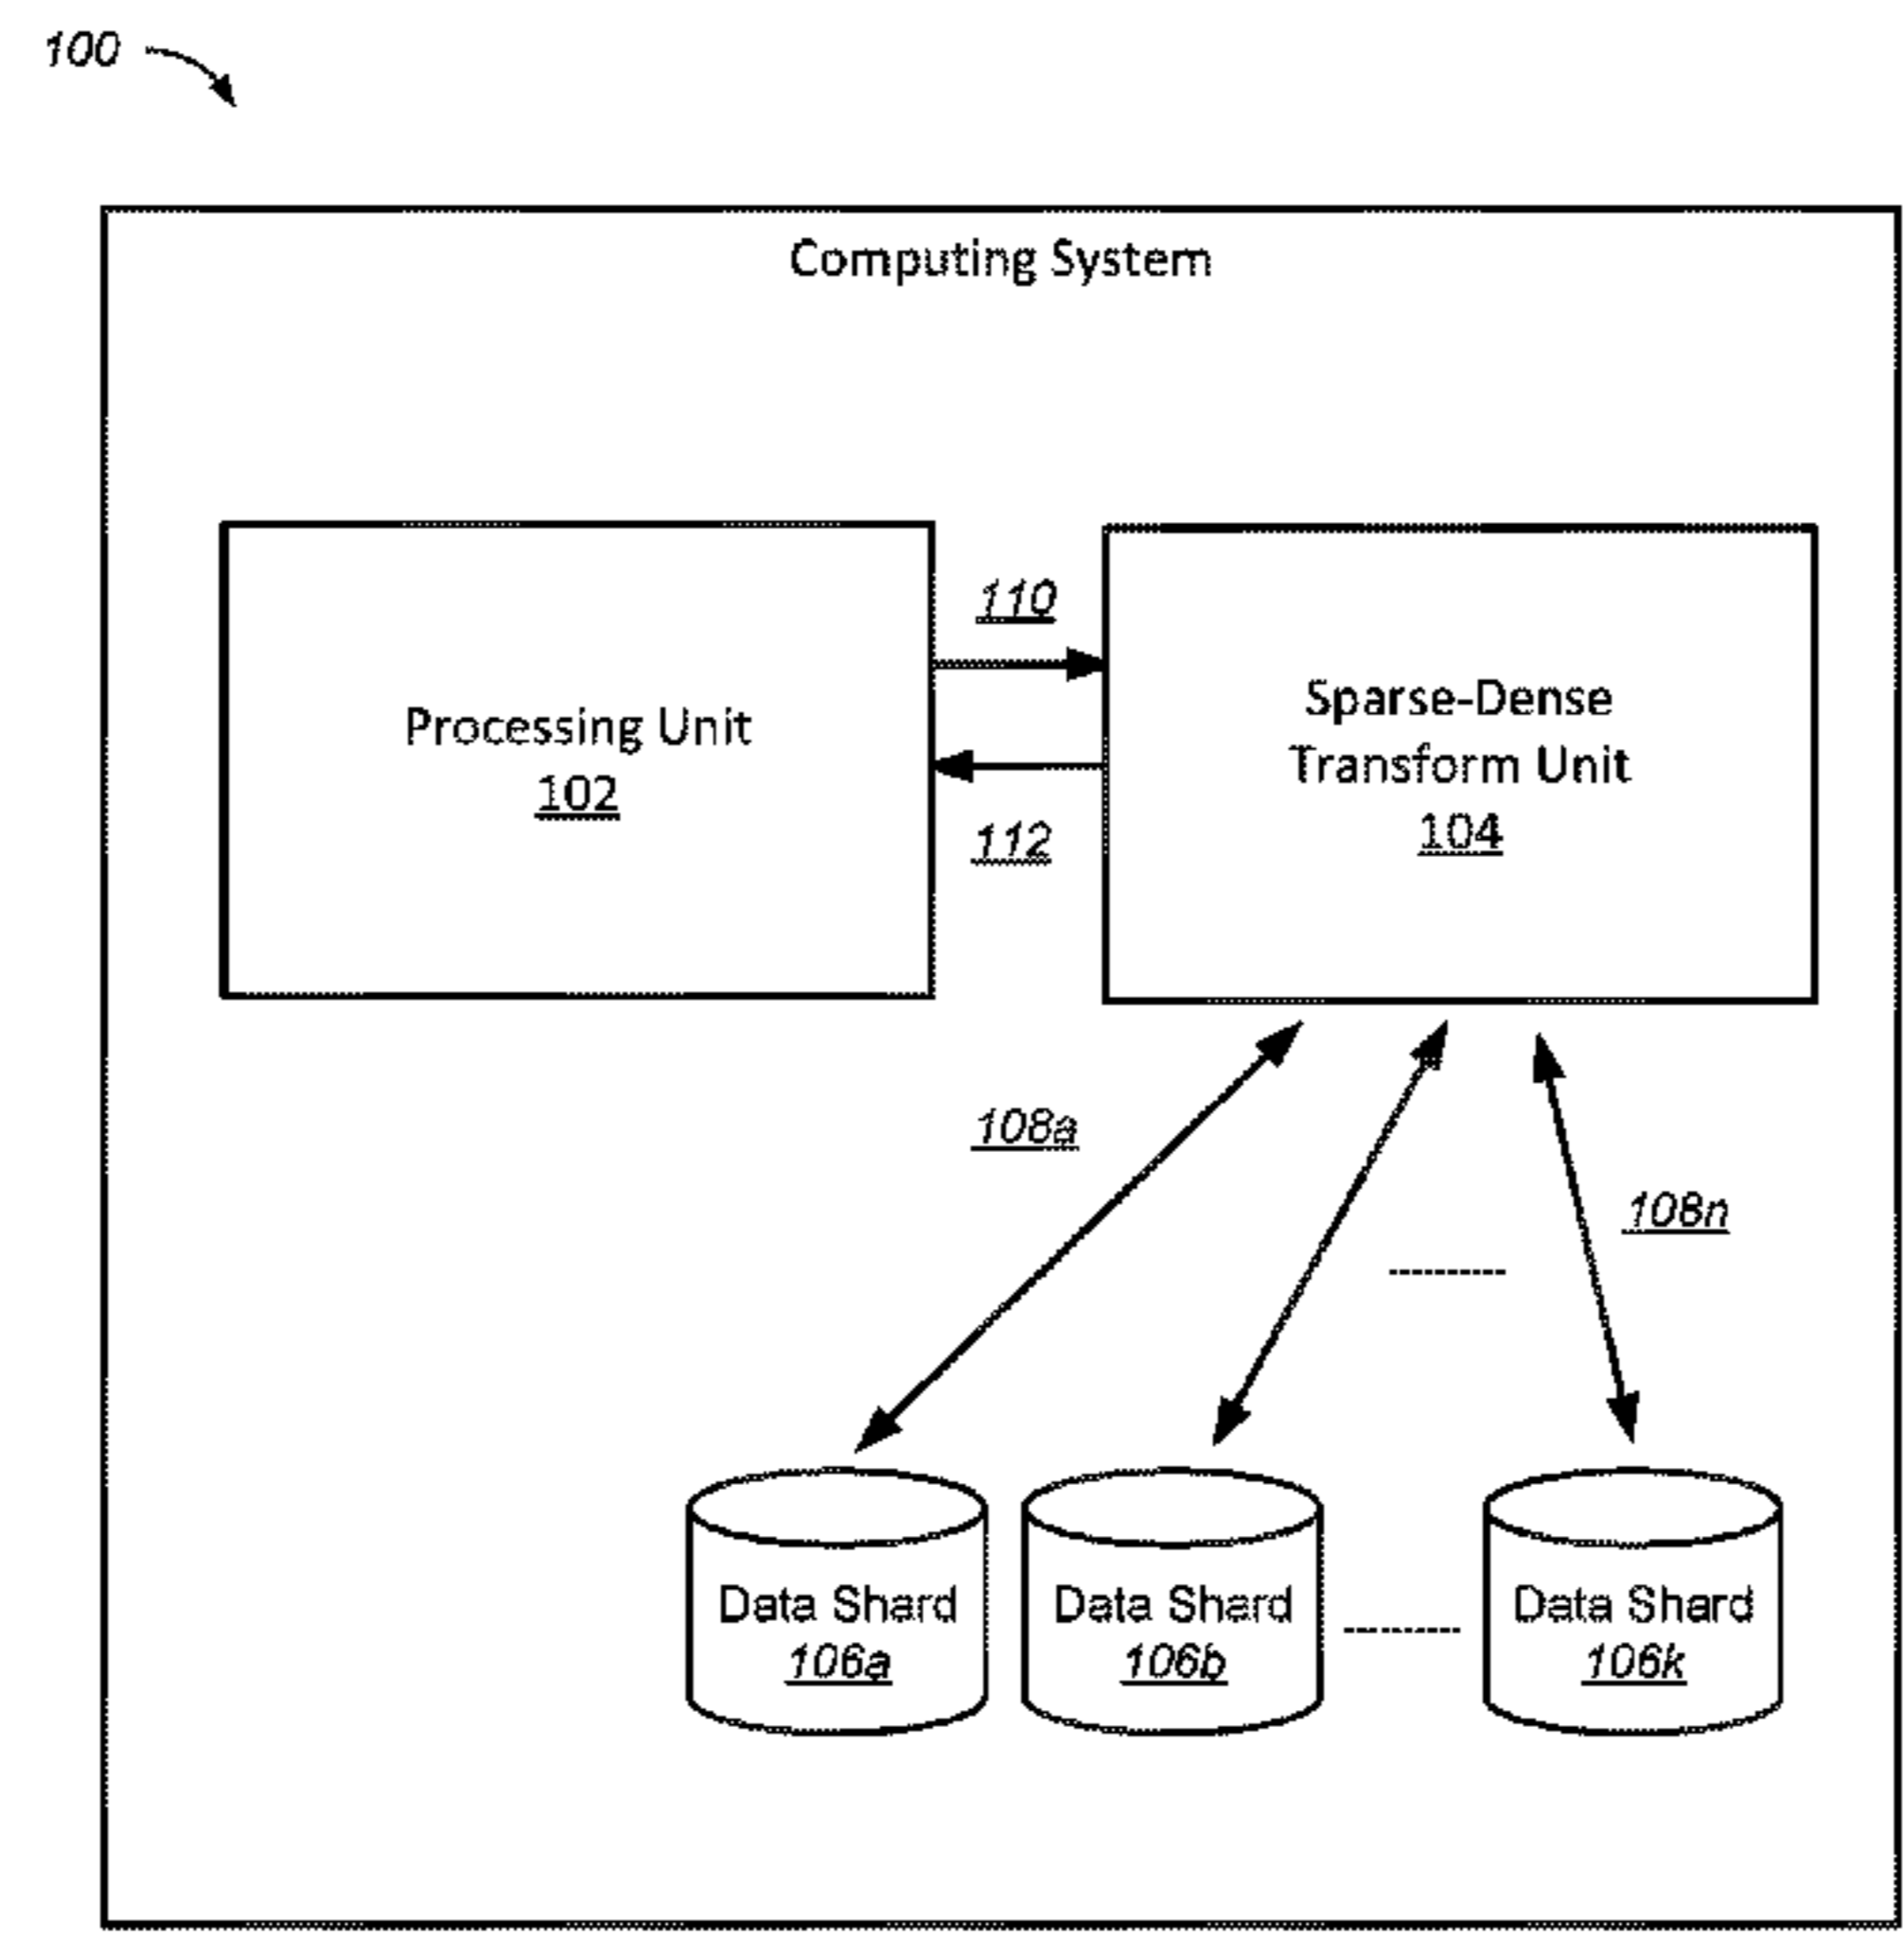 100
Computing System
Processing Unit
102
110
112
Sparse-Dense
Transform Unit
104
108a
108n
Data Shard
106a
Data Shard
106b
Data Shard
106k